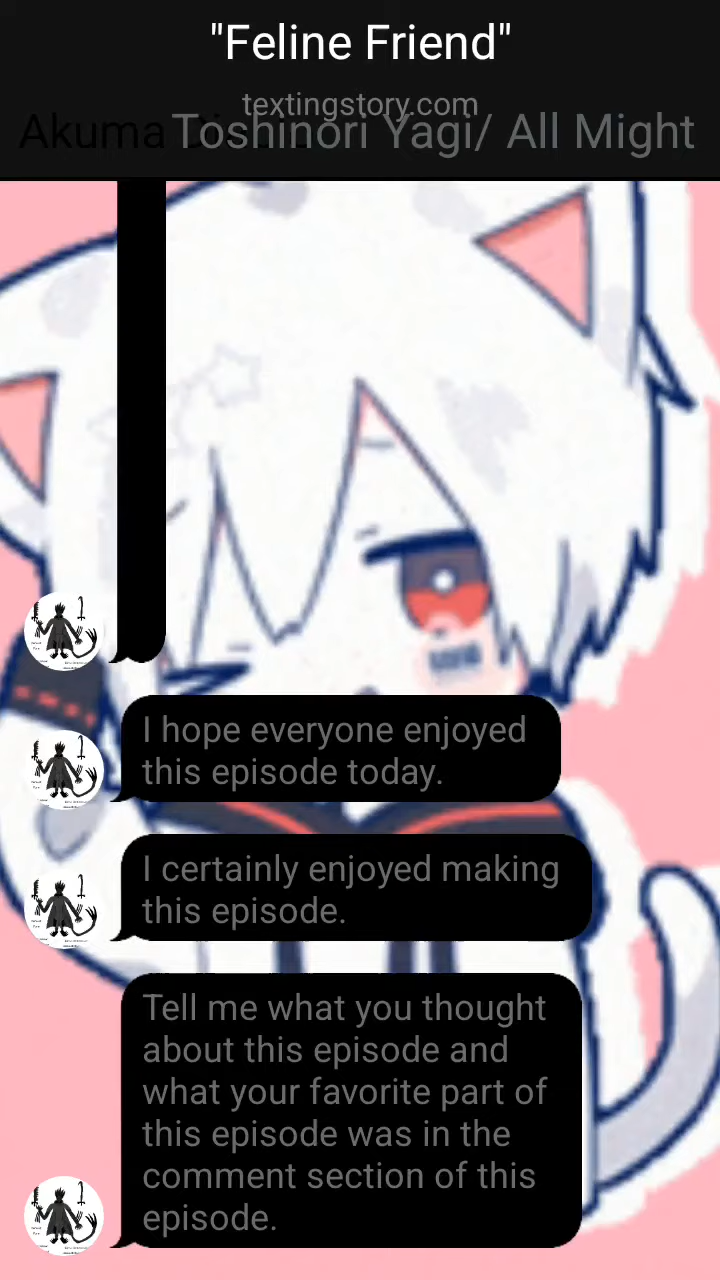 "Feline Friend"
textingstory.com
Akuma Toshinori Yagi/ All Might
I hope everyone enjoyed
this episode today.
I certainly enjoyed making
this episode.
Tell me what you thought
about this episode and
what your favorite part of
this episode was in the
comment section of this
episode.